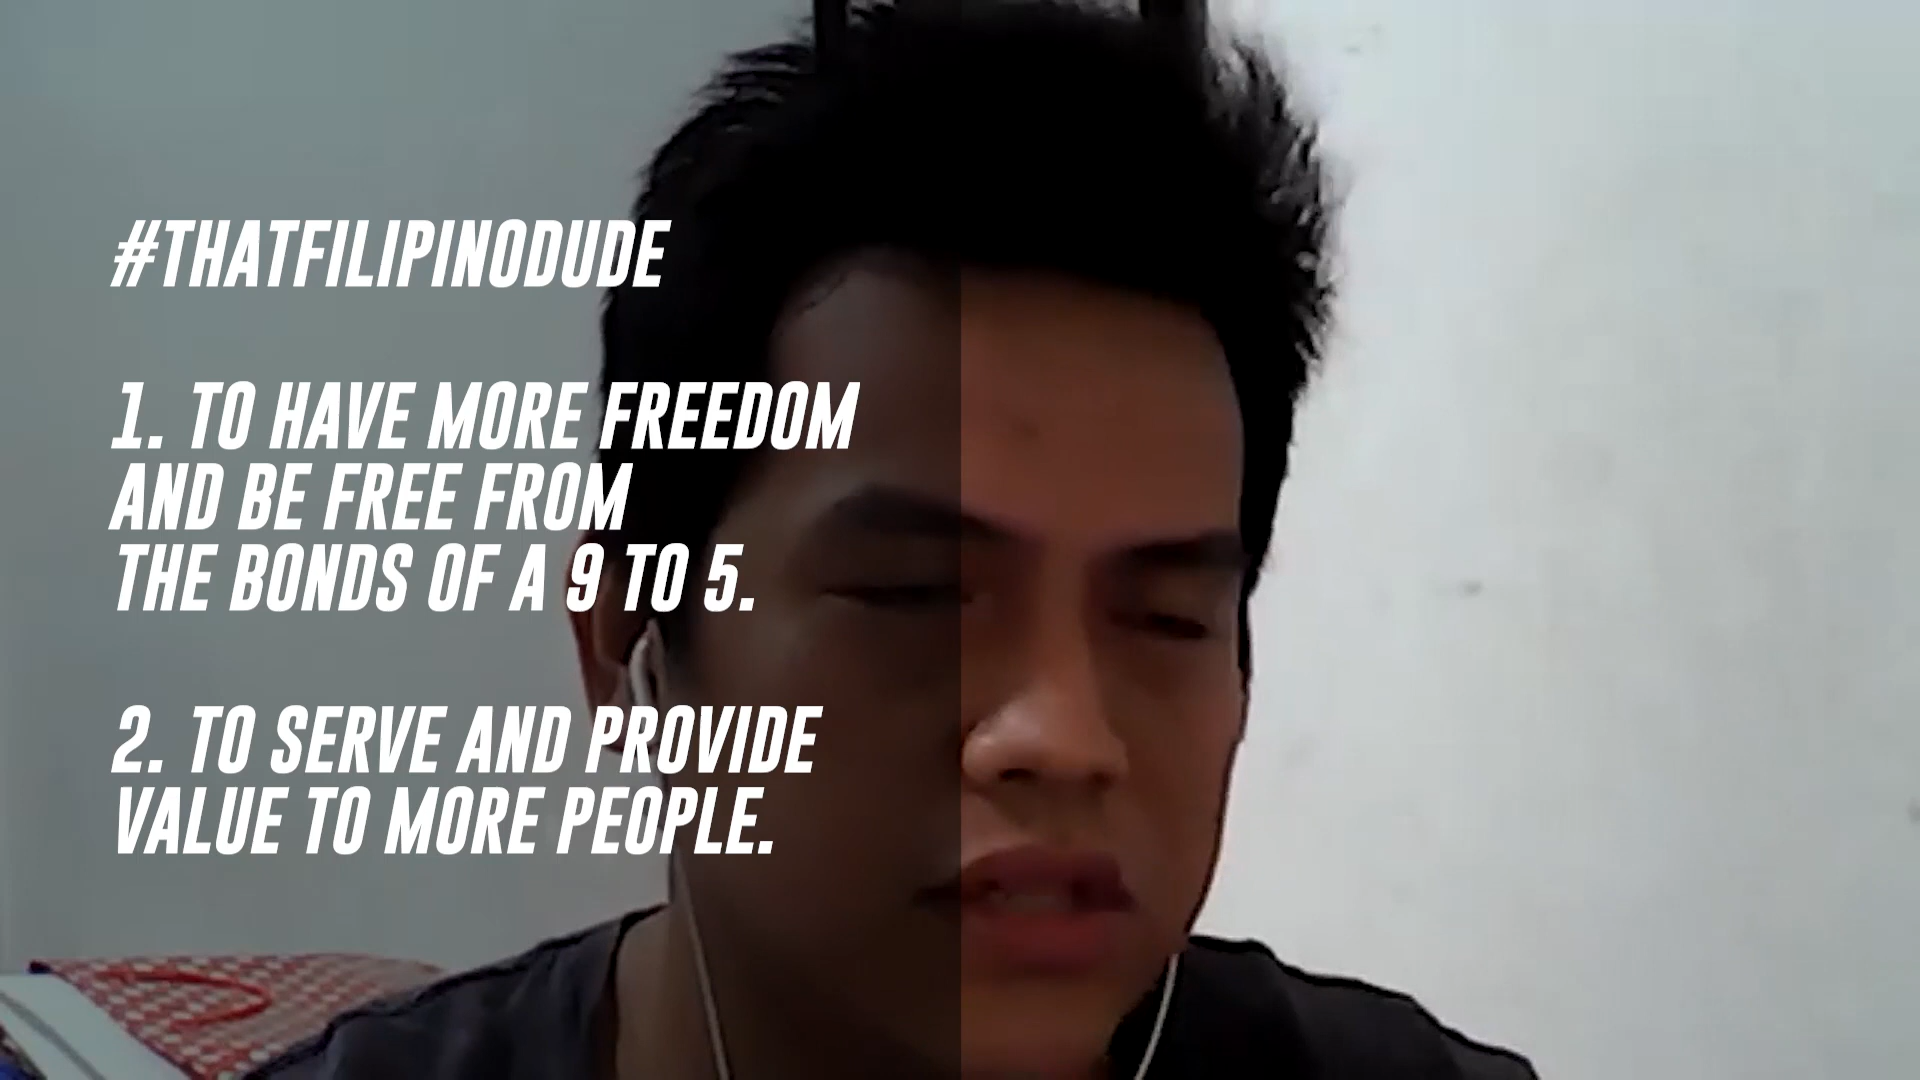 #THATFILIPINODUDE
1. TO HAVE MORE FREEDOM
AND BE FREE FROM
THE BONDS OF A 9 TO 5.
2. TO SERVE AND PROVIDE
VALUE TO MORE PEOPLE.